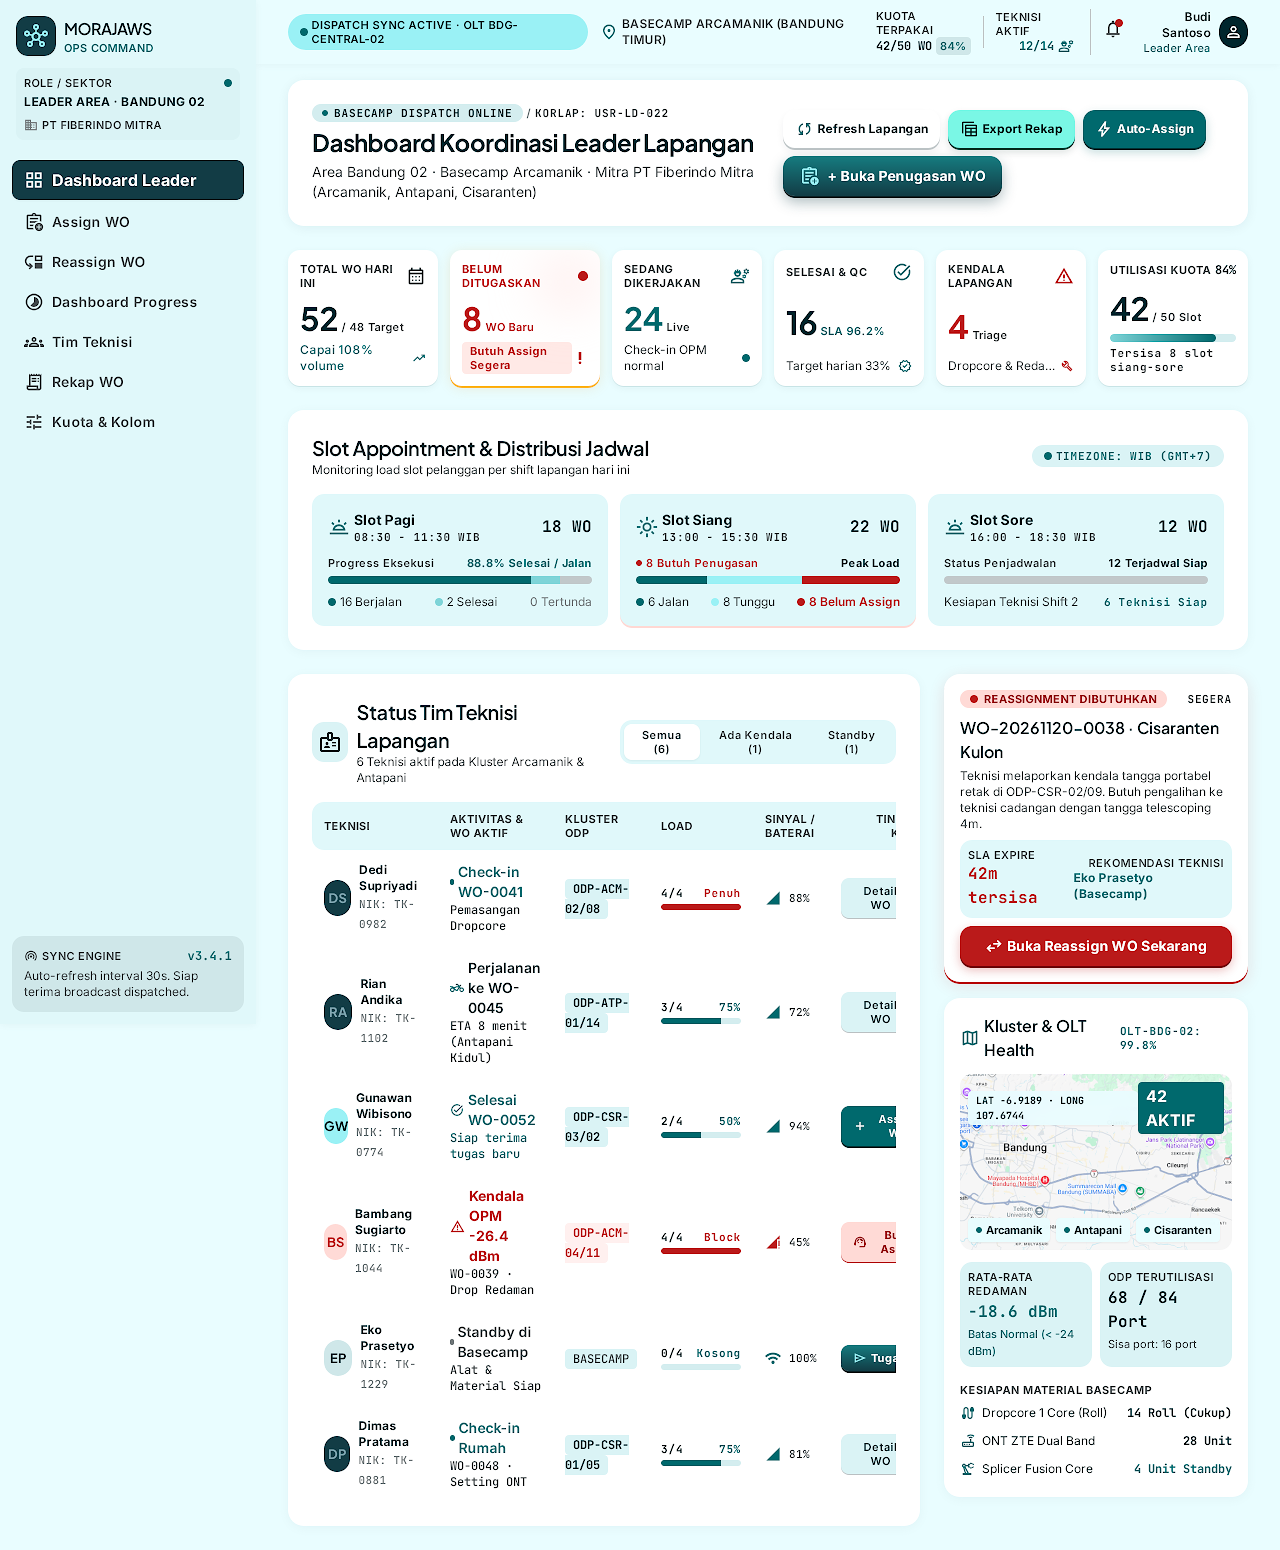 MORAJAWS
OPS COMMAND
ROLE / SEKTOR
LEADER AREA · BANDUNG 02
PT FIBERINDO MITRA
Dashboard Leader
Assign WO
Reassign WO
Dashboard Progress
Tim Teknisi
Rekap WO
Kuota & Kolom
SYNC ENGINE
v3.4.1
Auto-refresh interval 30s. Siap
terima broadcast dispatched.
DISPATCH SYNC ACTIVE · OLT BDG-
CENTRAL-02
BASECAMP ARCAMANIK (BANDUNG
TIMUR)
KUOTA
TERPAKAI
42/50 WO 84%
TEKNISI
AKTIF
12/14
Budi
Santoso
Leader Area
BASECAMP DISPATCH ONLINE / KORLAP: USR-LD-022
Dashboard Koordinasi Leader Lapangan
Area Bandung 02 · Basecamp Arcamanik · Mitra PT Fiberindo Mitra
(Arcamanik, Antapani, Cisaranten)
Refresh Lapangan
Export Rekap
Auto-Assign
+ Buka Penugasan WO
TOTAL WO HARI
INI
52 / 48 Target
Capai 108%
volume
BELUM
DITUGASKAN
8 WO Baru
Butuh Assign
Segera
!
SEDANG
DIKERJAKAN
24 Live
Check-in OPM
normal
SELESAI & QC
16 SLA 96.2%
Target harian 33%
KENDALA
LAPANGAN
4 Triage
Dropcore & Reda...
UTILISASI KUOTA 84%
42 / 50 Slot
Tersisa 8 slot
siang-sore
Slot Appointment & Distribusi Jadwal
Monitoring load slot pelanggan per shift lapangan hari ini
TIMEZONE: WIB (GMT+7)
Slot Pagi
08:30 - 11:30 WIB
18 WO
Progress Eksekusi
88.8% Selesai / Jalan
16 Berjalan
2 Selesai
0 Tertunda
Slot Siang
13:00 - 15:30 WIB
22 WO
8 Butuh Penugasan
Peak Load
6 Jalan
8 Tunggu
8 Belum Assign
Slot Sore
16:00 - 18:30 WIB
12 WO
Status Penjadwalan
12 Terjadwal Siap
Kesiapan Teknisi Shift 2
6 Teknisi Siap
Status Tim Teknisi
Lapangan
6 Teknisi aktif pada Kluster Arcamanik &
Antapani
Semua
(6)
Ada Kendala
(1)
Standby
(1)
TEKNISI
AKTIVITAS &
WO AKTIF
KLUSTER
ODP
LOAD
SINYAL /
BATERAI
TIN
K
DS
Dedi
Supriyadi
NIK: TK-
0982
Check-in
WO-0041
Pemasangan
Dropcore
ODP-ACM-
02/08
4/4 Penuh
88%
Detail
WO
RA
Rian
Andika
NIK: TK-
1102
Perjalanan
ke WO-
0045
ETA 8 menit
(Antapani
Kidul)
ODP-ATP-
01/14
3/4 75%
72%
Detail
WO
GW
Gunawan
Wibisono
NIK: TK-
0774
Selesai
WO-0052
Siap terima
tugas baru
ODP-CSR-
03/02
2/4 50%
94%
Ass
W
BS
Bambang
Sugiarto
NIK: TK-
1044
Kendala
OPM
-26.4
dBm
WO-0039 ·
Drop Redaman
ODP-ACM-
04/11
4/4 Block
45%
Bu
As
EP
Eko
Prasetyo
NIK: TK-
1229
Standby di
Basecamp
Alat &
Material Siap
BASECAMP
0/4 Kosong
100%
Tuga
DP
Dimas
Pratama
NIK: TK-
0881
Check-in
Rumah
WO-0048 ·
Setting ONT
ODP-CSR-
01/05
3/4 75%
81%
Detail
WO
REASSIGNMENT DIBUTUHKAN
SEGERA
WO-20261120-0038 · Cisaranten
Kulon
Teknisi melaporkan kendala tangga portabel
retak di ODP-CSR-02/09. Butuh pengalihan ke
teknisi cadangan dengan tangga telescoping
4m.
SLA EXPIRE
42m
tersisa
REKOMENDASI TEKNISI
Eko Prasetyo
(Basecamp)
Buka Reassign WO Sekarang
Kluster & OLT
Health
OLT-BDG-02:
99.8%
LAT -6.9189 · LONG
107.6744
42
AKTIF
Bandung
Jans Park (Jatinangor
National Park)
Cileunyi
Mayapada Hospital
Bandung (MHBD)
Summarecon Mall
Bandung (SUMMABA)
Telkom
University
Rancaekek
Arcamanik
Antapani
Cisaranten
RATA-RATA
REDAMAN
-18.6 dBm
Batas Normal (< -24
dBm)
ODP TERUTILISASI
68 / 84
Port
Sisa port: 16 port
KESIAPAN MATERIAL BASECAMP
Dropcore 1 Core (Roll)
14 Roll (Cukup)
ONT ZTE Dual Band
28 Unit
Splicer Fusion Core
4 Unit Standby